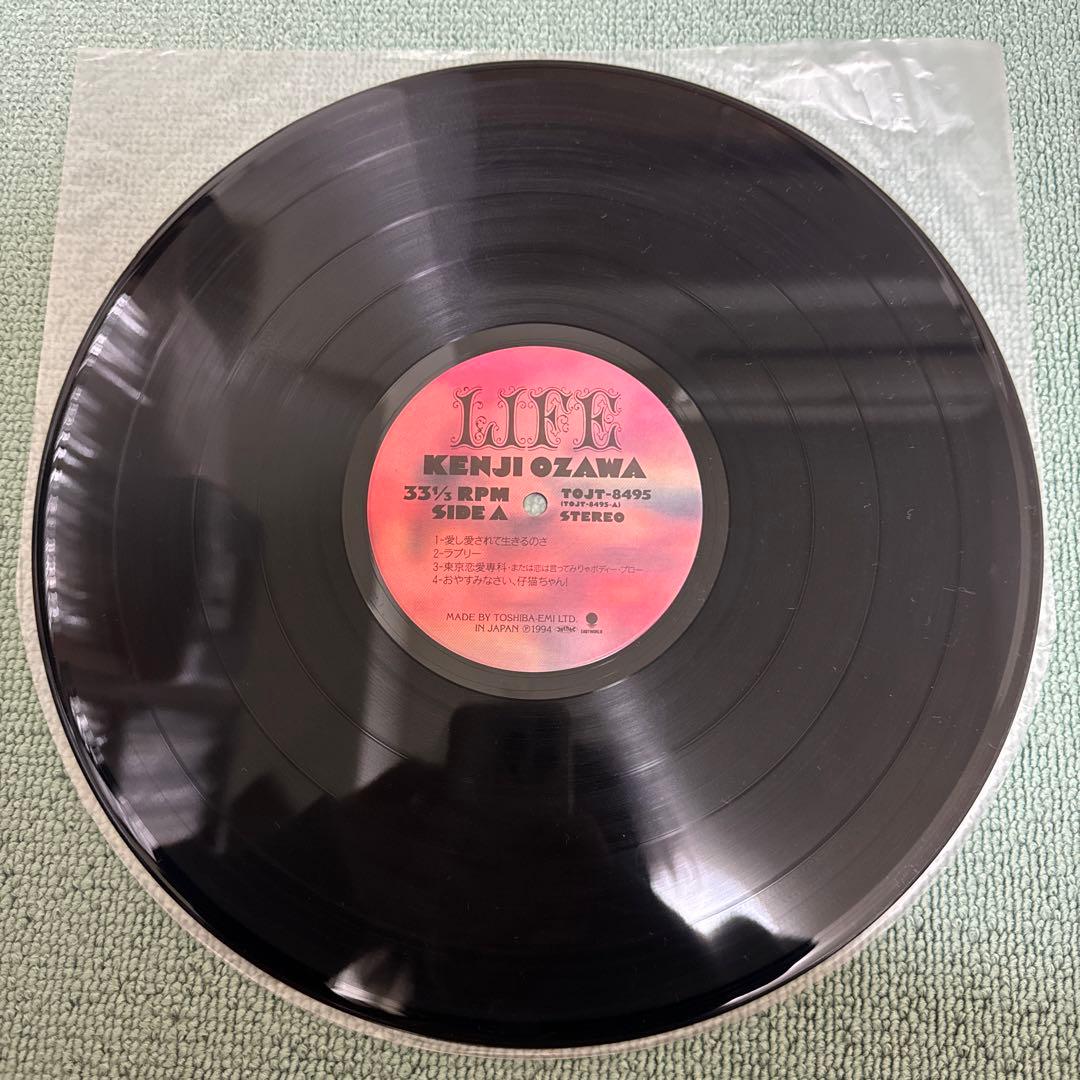 LIFE
KENJI OZAWA
33⅓ RPM
SIDE A
TOJT-8495
(TOJT-8495-A)
STEREO
1-愛し愛されて生きるのさ
2-ラブリー
3-東京恋愛専科・または恋は言ってみりゃボディー・ブロー
4-おやすみなさい、仔猫ちゃん!
MADE BY TOSHIBA-EMI LTD.
IN JAPAN ℗1994
EASTWORLD